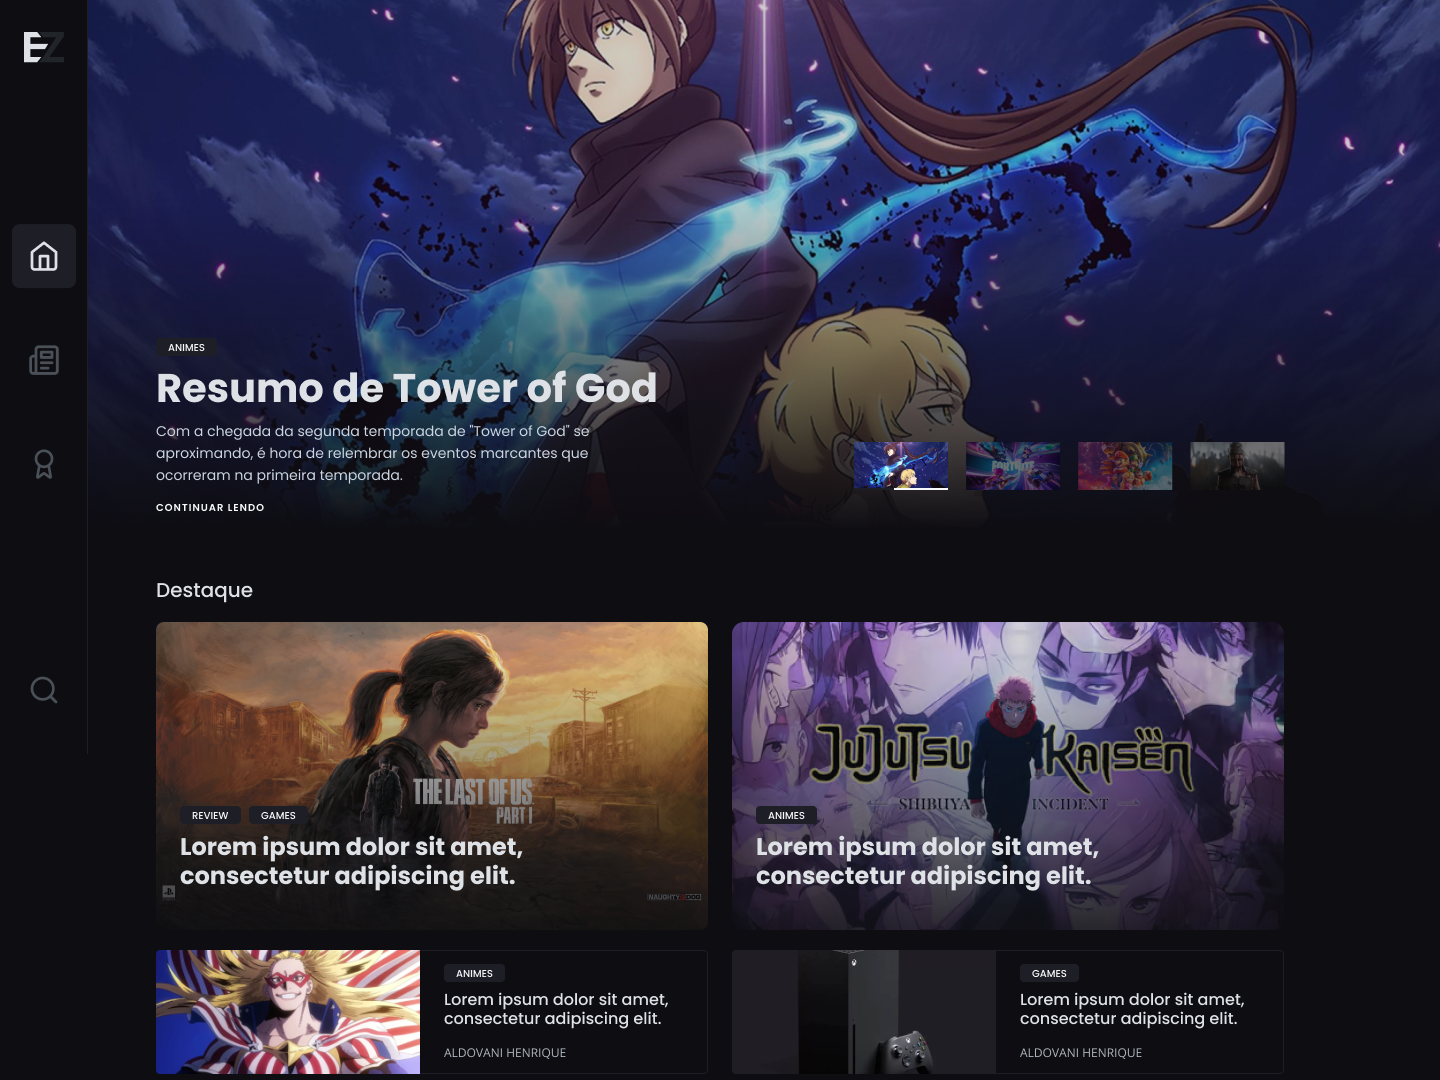 EZ
ANIMES
Resumo de Tower of God
Com a chegada da segunda temporada de "Tower of God" se
aproximando, é hora de relembrar os eventos marcantes que
ocorreram na primeira temporada.
CONTINUAR LENDO
FORTNITE
Destaque
THE LAST OF US
PART I
REVIEW GAMES
Lorem ipsum dolor sit amet,
consectetur adipiscing elit.
NAUGHTY DOG
JUJUTSU KAISEN
SHIBUYA INCIDENT
ANIMES
Lorem ipsum dolor sit amet,
consectetur adipiscing elit.
ANIMES
Lorem ipsum dolor sit amet,
consectetur adipiscing elit.
ALDOVANI HENRIQUE
GAMES
Lorem ipsum dolor sit amet,
consectetur adipiscing elit.
ALDOVANI HENRIQUE